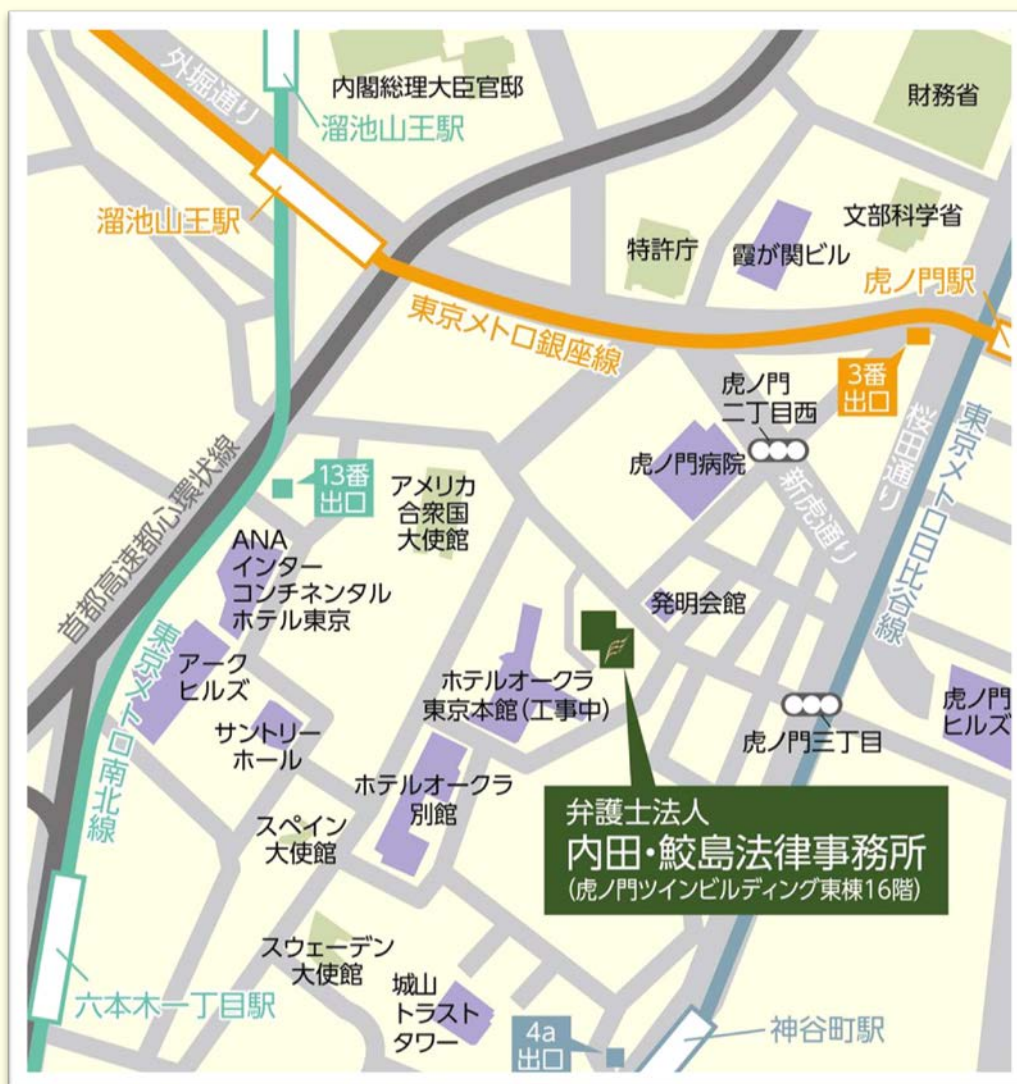 外堀通り
内閣総理大臣官邸
溜池山王駅
財務省
溜池山王駅
文部科学省
特許庁
霞が関ビル
虎ノ門駅
東京メトロ銀座線
3番
出口
虎ノ門
二丁目西
桜田通り
東京メトロ日比谷線
虎ノ門病院
新虎通り
首都高速都心環状線
13番
出口
アメリカ
合衆国
大使館
ANA
インター
コンチネンタル
ホテル東京
発明会館
東京メトロ南北線
アーク
ヒルズ
ホテルオークラ
東京本館(工事中)
サントリー
ホール
虎ノ門
ヒルズ
虎ノ門三丁目
ホテルオークラ
別館
弁護士法人
内田・鮫島法律事務所
(虎ノ門ツインビルディング東棟16階)
スペイン
大使館
スウェーデン
大使館
城山
トラスト
タワー
六本木一丁目駅
4a
出口
神谷町駅